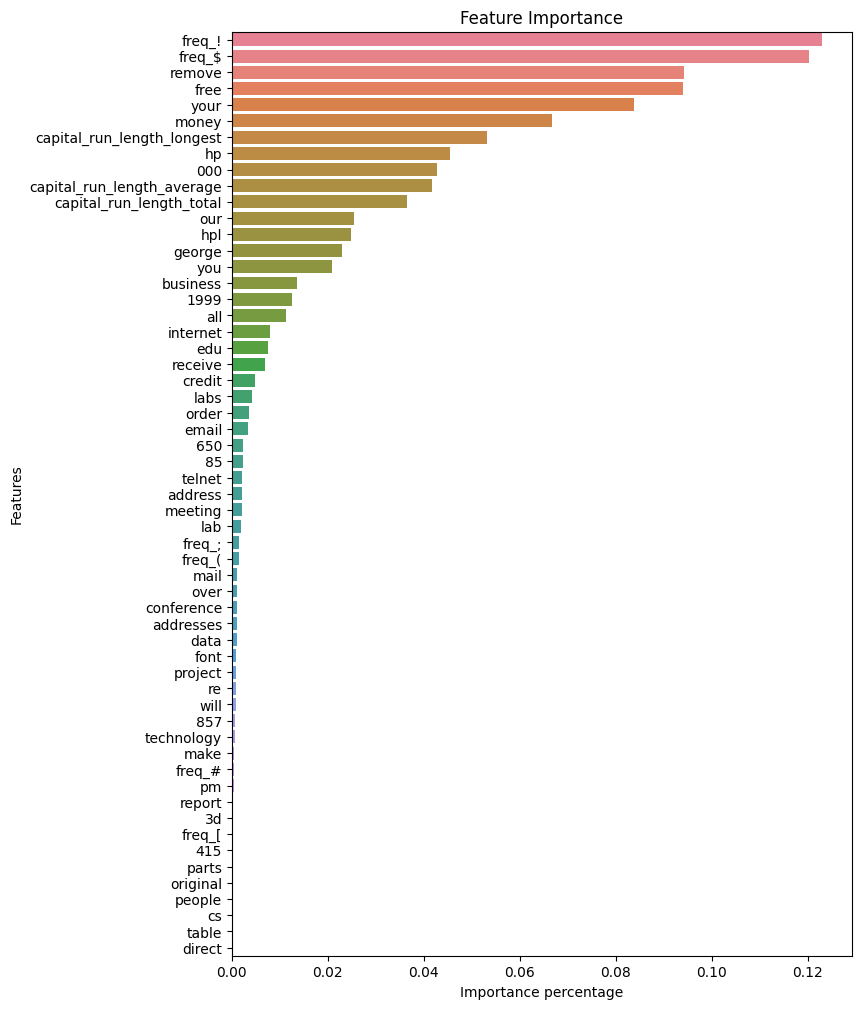 Feature Importance
freq_!
freq_$
remove
free
your
money
capital_run_length_longest
hp
000
capital_run_length_average
capital_run_length_total
our
hpl
george
you
business
1999
all
internet
edu
receive
credit
labs
order
email
650
85
telnet
address
meeting
lab
freq_;
freq_(
mail
over
conference
addresses
data
font
project
re
will
857
technology
make
freq_#
pm
report
3d
freq_[
415
parts
original
people
cs
table
direct
Features
0.00 0.02 0.04 0.06 0.08 0.10 0.12
Importance percentage